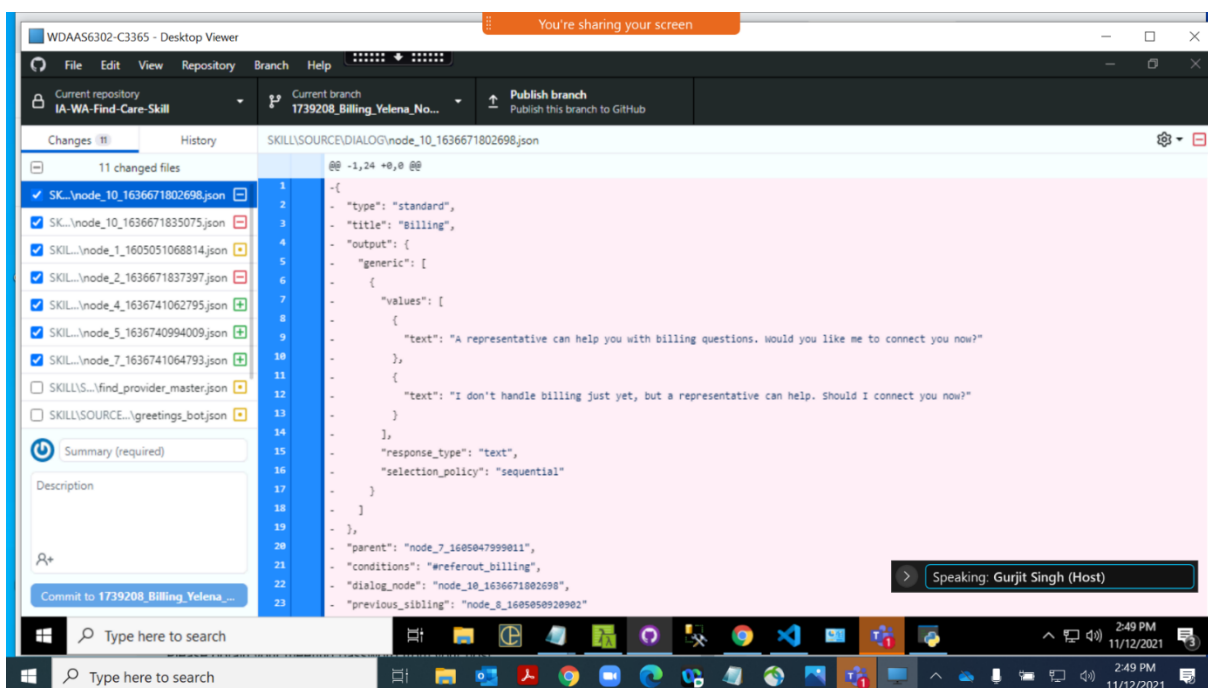 You're sharing your screen
WDAAS6302-C3365 - Desktop Viewer
File Edit View Repository Branch Help
Current repository
IA-WA-Find-Care-Skill
Current branch
1739208_Billing_Yelena_No...
Publish branch
Publish this branch to GitHub
Changes 11 History
SKILL\SOURCE\DIALOG\node_10_1636671802698.json
11 changed files
SK...\node_10_1636671802698.json
SK...\node_10_1636671835075.json
SKIL...\node_1_1605051068814.json
SKIL...\node_2_1636671837397.json
SKIL...\node_4_1636741062795.json
SKIL...\node_5_1636740994009.json
SKIL...\node_7_1636741064793.json
SKILL\S...\find_provider_master.json
SKILL\SOURCE...\greetings_bot.json
Summary (required)
Description
Commit to 1739208_Billing_Yelena_...
@@ -1,24 +0,0 @@
1 -{
2 - "type": "standard",
3 - "title": "Billing",
4 - "output": {
5 - "generic": [
6 - {
7 - "values": [
8 - {
9 - "text": "A representative can help you with billing questions. Would you like me to connect you now?"
10 - },
11 - {
12 - "text": "I don't handle billing just yet, but a representative can help. Should I connect you now?"
13 - }
14 - ],
15 - "response_type": "text",
16 - "selection_policy": "sequential"
17 - }
18 - ]
19 - },
20 - "parent": "node_7_1605047999011",
21 - "conditions": "#referout_billing",
22 - "dialog_node": "node_10_1636671802698",
23 - "previous_sibling": "node_8_1605050920902"
Speaking: Gurjit Singh (Host)
Type here to search
2:49 PM
11/12/2021
3
Type here to search
2:49 PM
11/12/2021